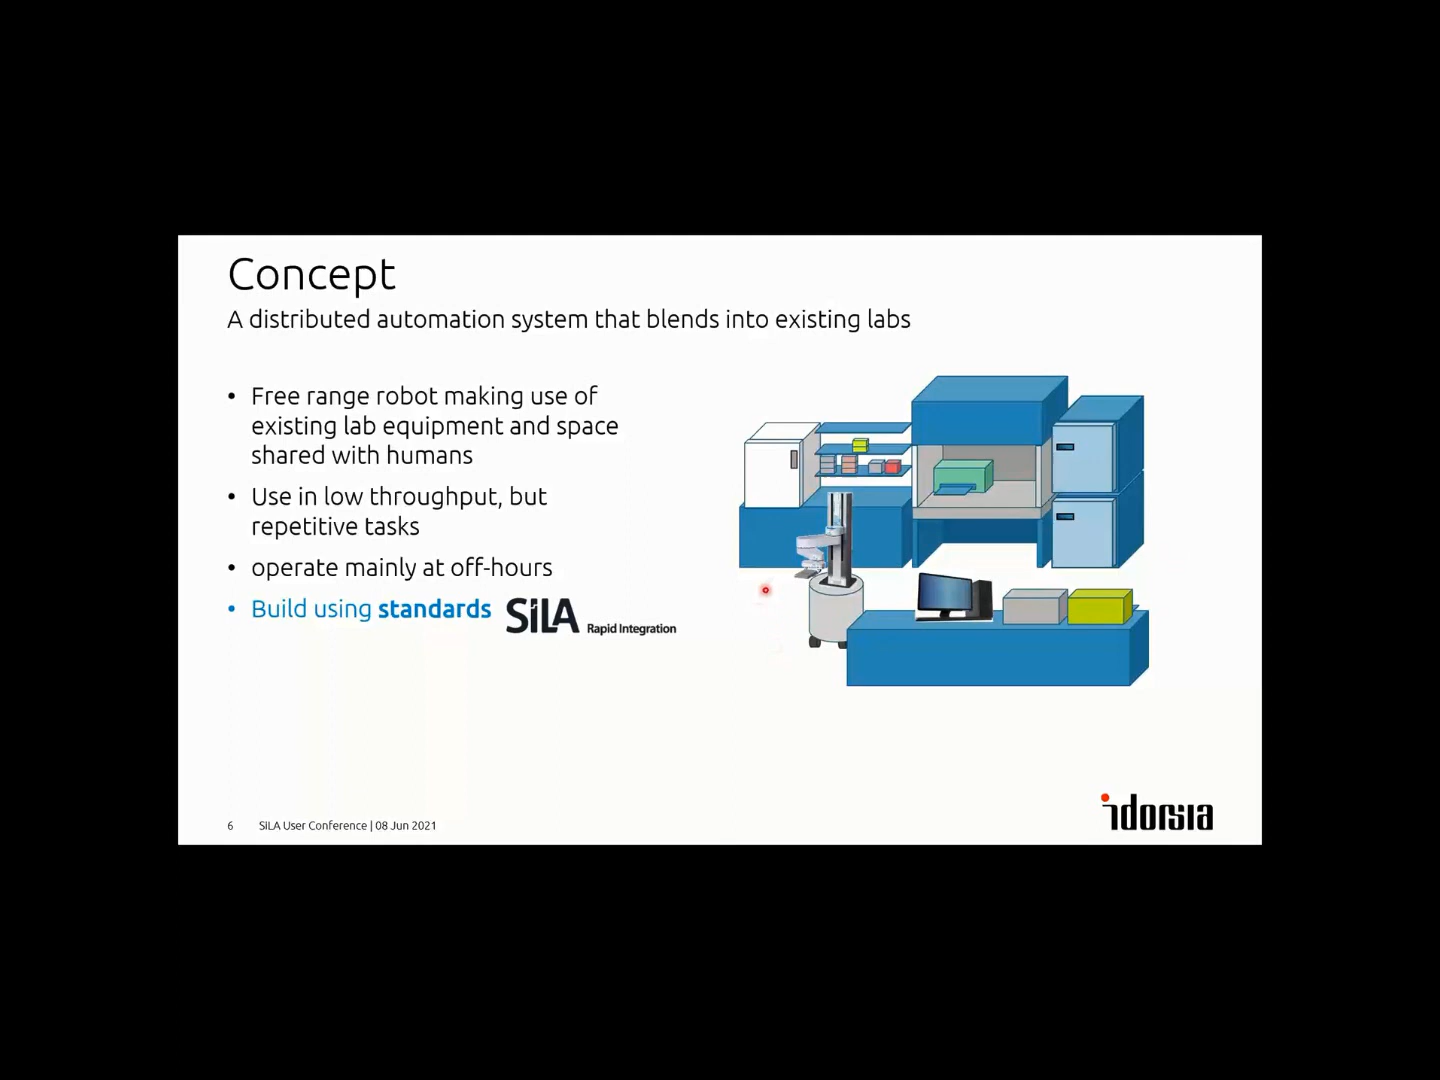 Concept
A distributed automation system that blends into existing labs
• Free range robot making use of
existing lab equipment and space
shared with humans
• Use in low throughput, but
repetitive tasks
• operate mainly at off-hours
• Build using standards SiLA Rapid Integration
6 SILA User Conference | 08 Jun 2021
idorsia